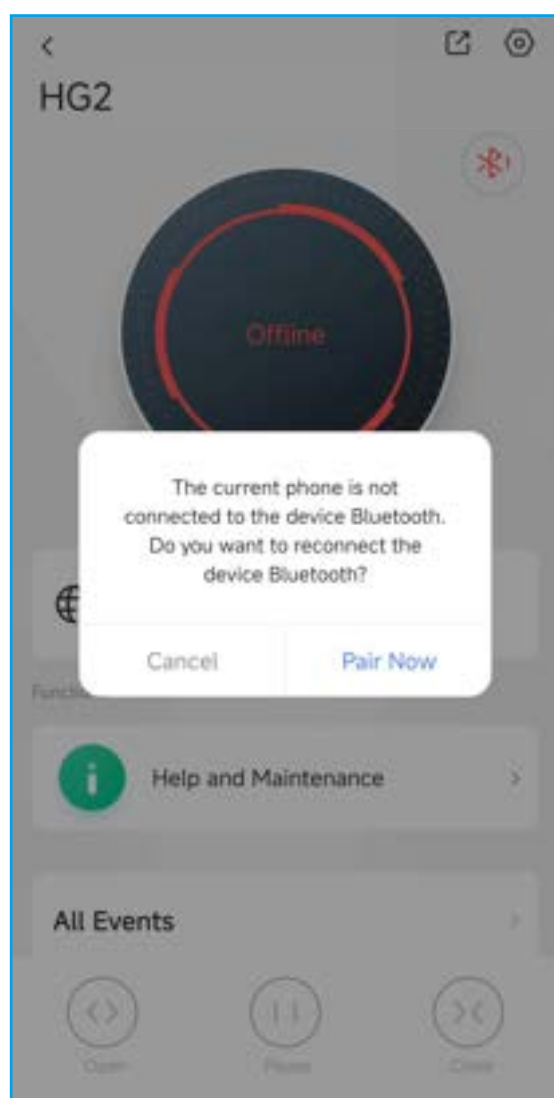 HG2
Offline
The current phone is not
connected to the device Bluetooth.
Do you want to reconnect the
device Bluetooth?
Cancel
Pair Now
Help and Maintenance
All Events
Open
Pause
Close